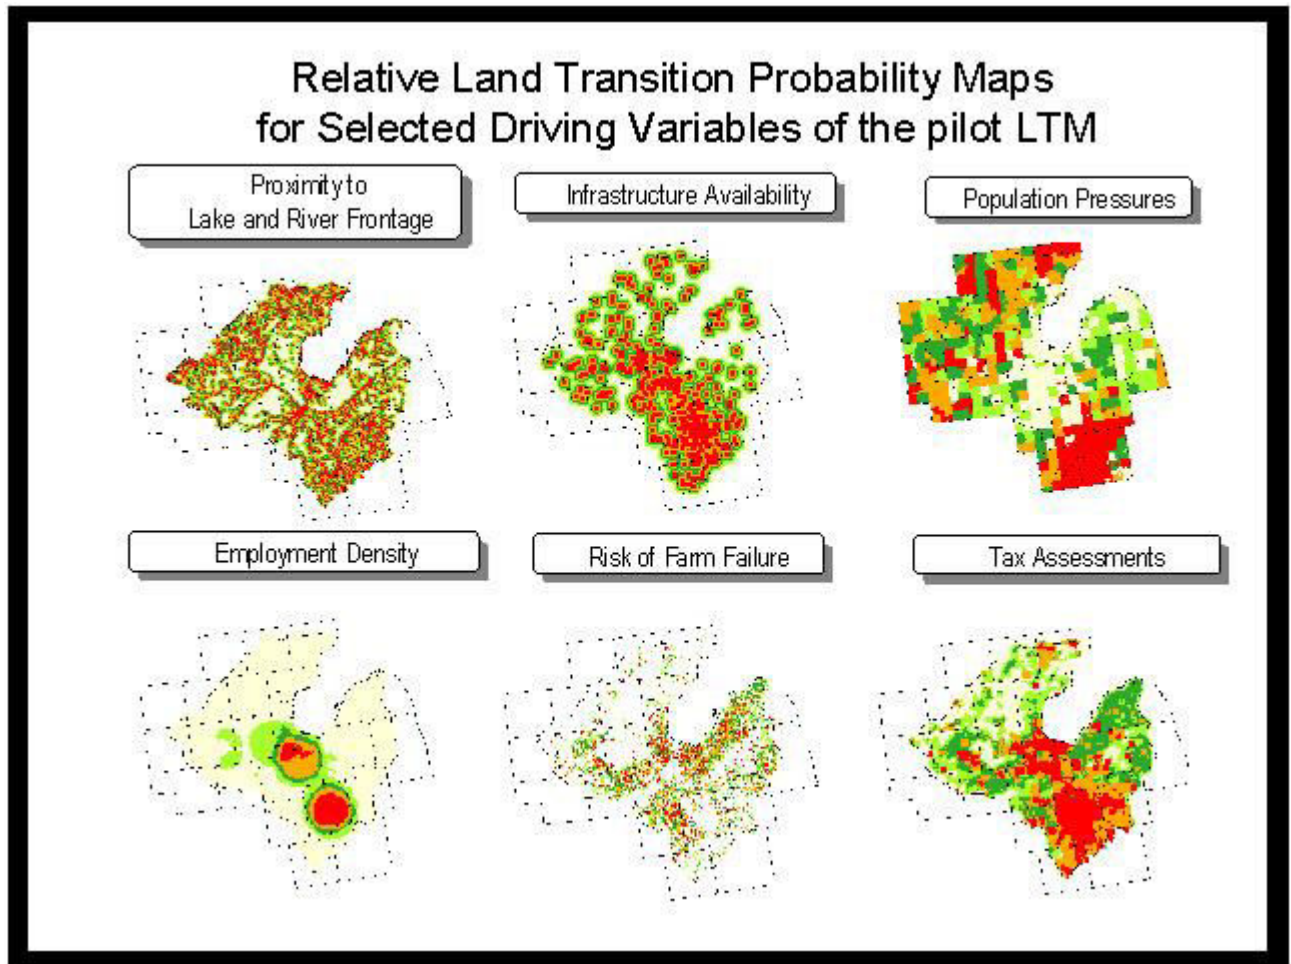 Relative Land Transition Probability Maps
for Selected Driving Variables of the pilot LTM
Proximity to
Lake and River Frontage
Infrastructure Availability
Population Pressures
Employment Density
Risk of Farm Failure
Tax Assessments